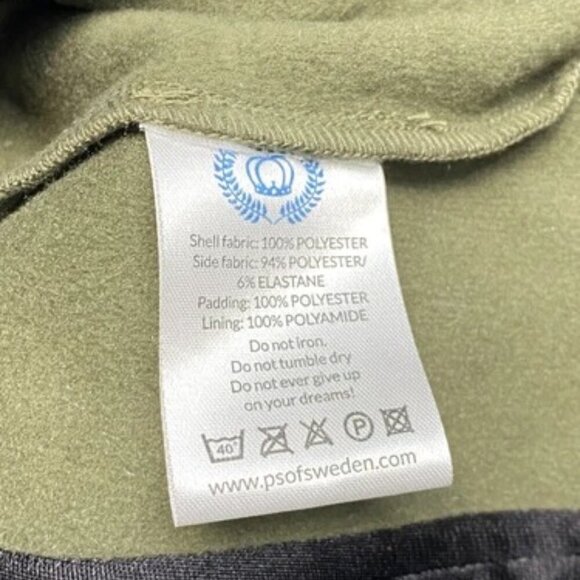 Shell fabric: 100% POLYESTER
Side fabric: 94% POLYESTER/
6% ELASTANE
Padding: 100% POLYESTER
Lining: 100% POLYAMIDE
Do not iron.
Do not tumble dry
Do not ever give up
on your dreams!
40° P
www.psofsweden.com